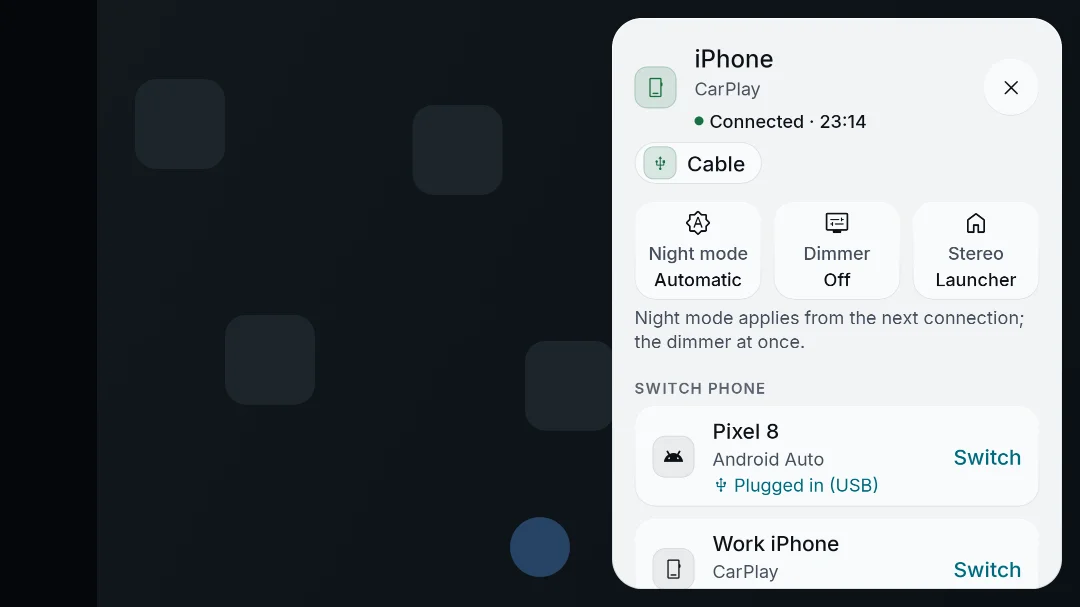 iPhone
CarPlay
Connected · 23:14
Cable
Night mode
Automatic
Dimmer
Off
Stereo
Launcher
Night mode applies from the next connection;
the dimmer at once.
SWITCH PHONE
Pixel 8
Android Auto
Plugged in (USB)
Switch
Work iPhone
CarPlay
Switch